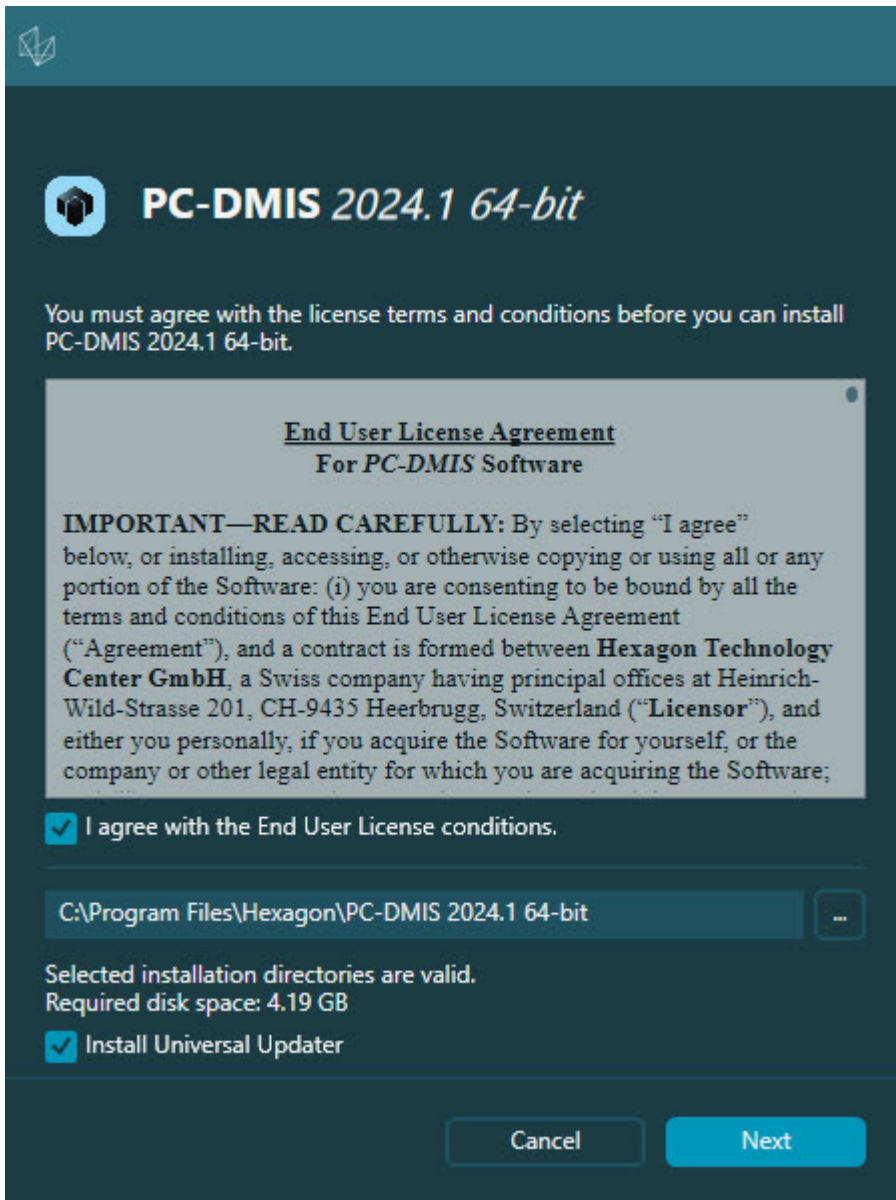 PC-DMIS 2024.1 64-bit
You must agree with the license terms and conditions before you can install
PC-DMIS 2024.1 64-bit.
End User License Agreement
For PC-DMIS Software
IMPORTANT—READ CAREFULLY: By selecting “I agree”
below, or installing, accessing, or otherwise copying or using all or any
portion of the Software: (i) you are consenting to be bound by all the
terms and conditions of this End User License Agreement
(“Agreement”), and a contract is formed between Hexagon Technology
Center GmbH, a Swiss company having principal offices at Heinrich-
Wild-Strasse 201, CH-9435 Heerbrugg, Switzerland (“Licensor”), and
either you personally, if you acquire the Software for yourself, or the
company or other legal entity for which you are acquiring the Software;
I agree with the End User License conditions.
C:\Program Files\Hexagon\PC-DMIS 2024.1 64-bit
...
Selected installation directories are valid.
Required disk space: 4.19 GB
Install Universal Updater
Cancel
Next